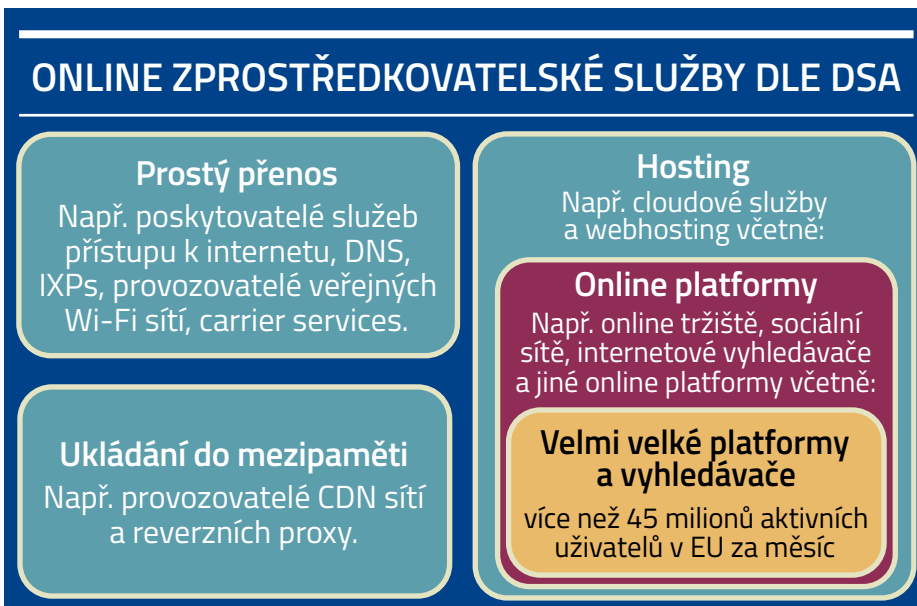 ONLINE ZPROSTŘEDKOVATELSKÉ SLUŽBY DLE DSA
Prostý přenos
Např. poskytovatelé služeb
přístupu k internetu, DNS,
IXPs, provozovatelé veřejných
Wi-Fi sítí, carrier services.
Ukládání do mezipaměti
Např. provozovatelé CDN sítí
a reverzních proxy.
Hosting
Např. cloudové služby
a webhosting včetně:
Online platformy
Např. online tržiště, sociální
sítě, internetové vyhledávače
a jiné online platformy včetně:
Velmi velké platformy
a vyhledávače
více než 45 milionů aktivních
uživatelů v EU za měsíc